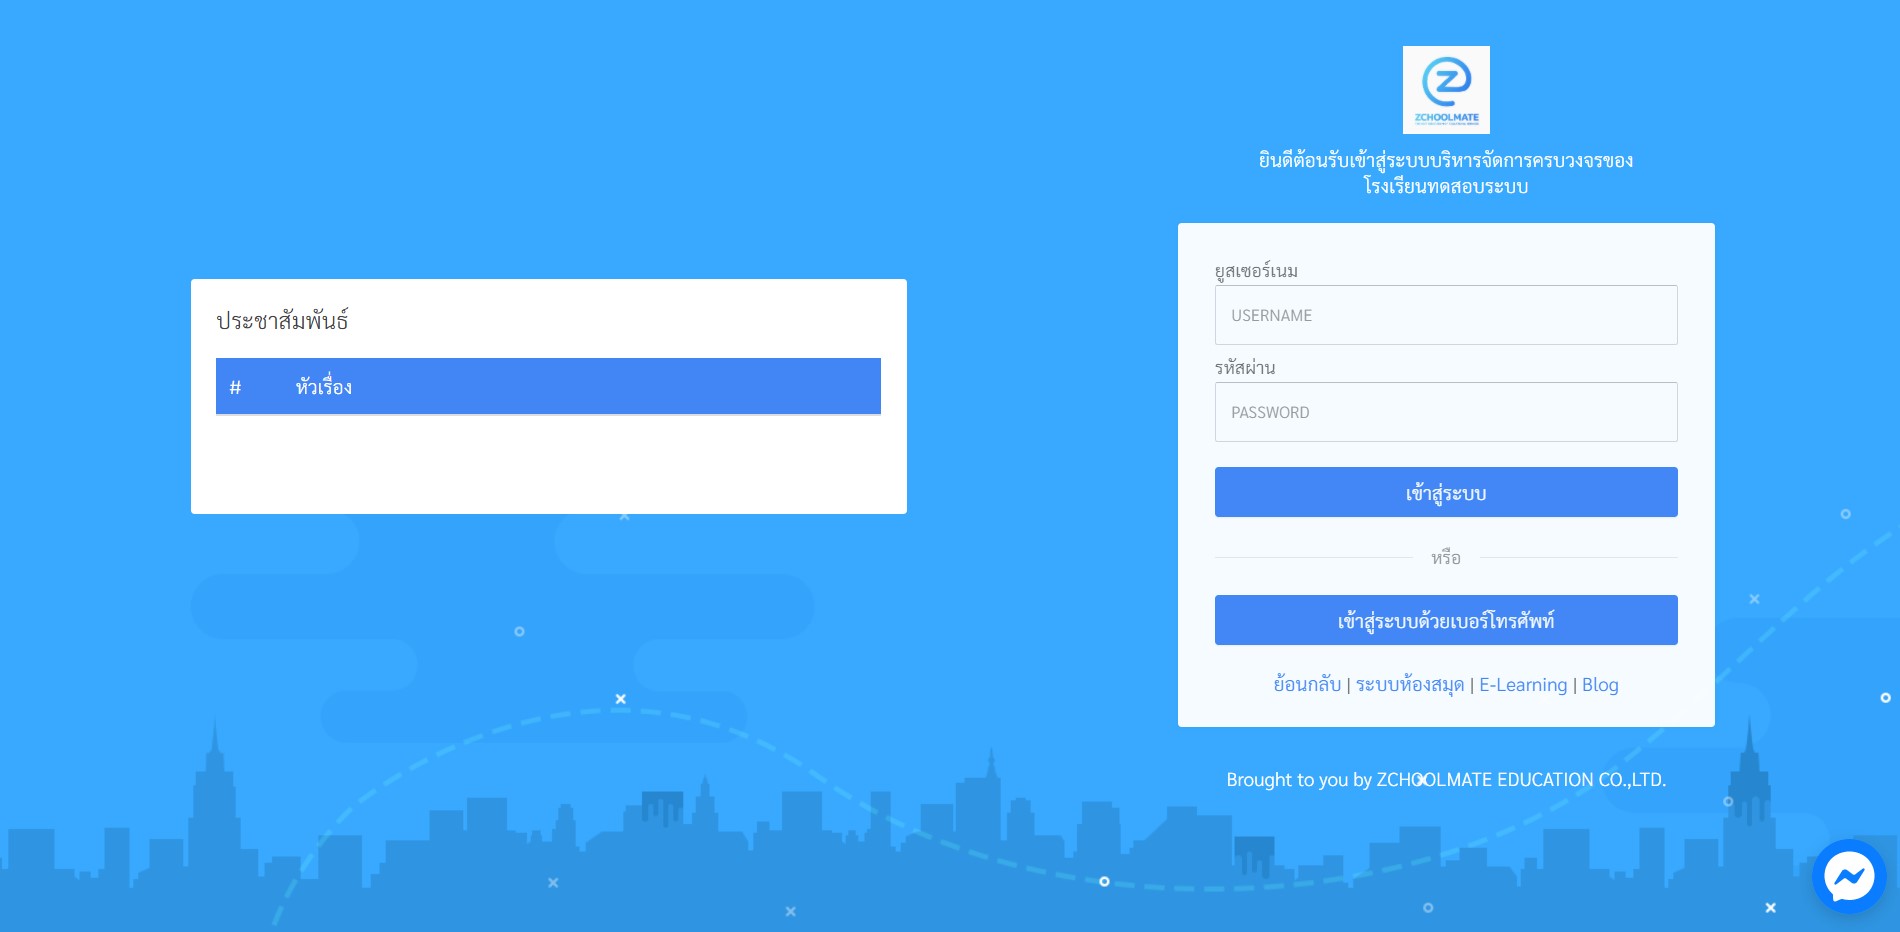 ZCHOOLMATE
ยินดีต้อนรับเข้าสู่ระบบบริหารจัดการครบวงจรของ
โรงเรียนทดสอบระบบ
ประชาสัมพันธ์
# หัวเรื่อง
ยูสเซอร์เนม
USERNAME
รหัสผ่าน
PASSWORD
เข้าสู่ระบบ
หรือ
เข้าสู่ระบบด้วยเบอร์โทรศัพท์
ย้อนกลับ | ระบบห้องสมุด | E-Learning | Blog
Brought to you by ZCHOOLMATE EDUCATION CO.,LTD.